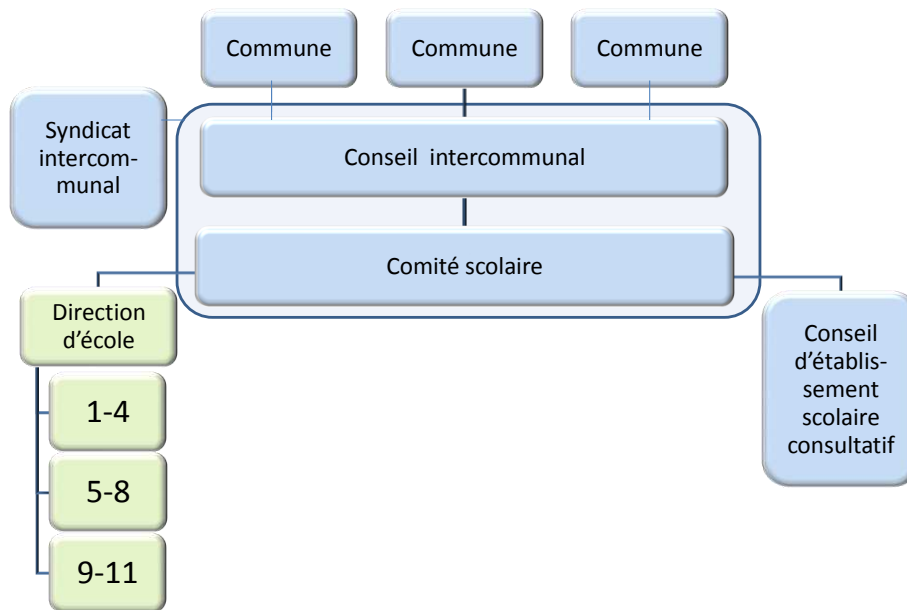 Commune
Commune
Commune
Syndicat
intercom-
munal
Conseil intercommunal
Comité scolaire
Direction
d’école
1-4
5-8
9-11
Conseil
d’établis-
sement
scolaire
consultatif